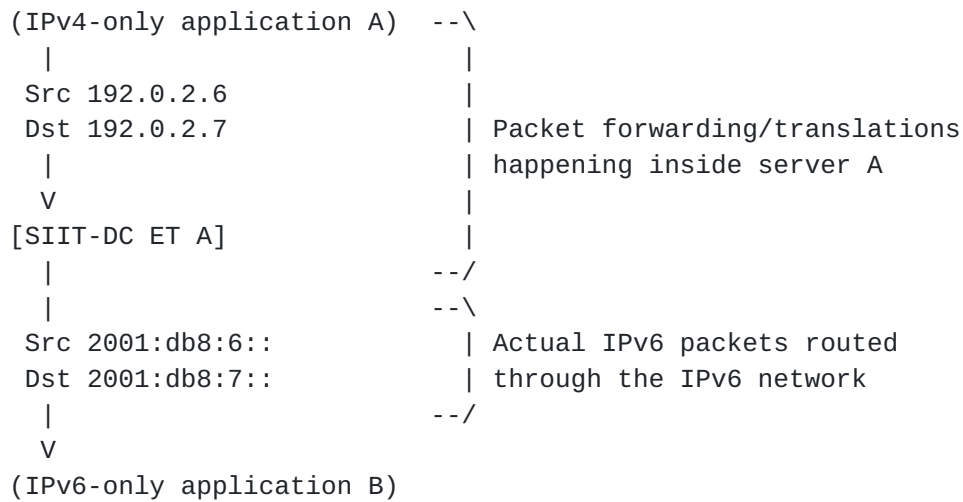 (IPv4-only application A)  --\
  |                          |
 Src 192.0.2.6               |
 Dst 192.0.2.7               | Packet forwarding/translations
  |                          | happening inside server A
  V                          |
[SIIT-DC ET A]               |
  |                        --/
  |                        --\
 Src 2001:db8:6::            | Actual IPv6 packets routed
 Dst 2001:db8:7::            | through the IPv6 network
  |                        --/
  V
(IPv6-only application B)